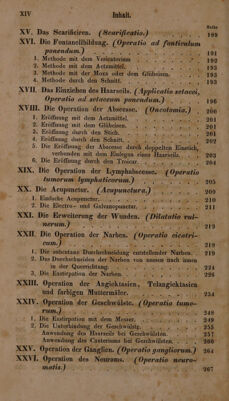 XIV Inhalt.
Seite
XV. Das Scarificiren. (Scarificatio.) 189
XVI. Die Fontanellbildung. (Operatio ad fonticulum
ponendum.) 191
1. Methode mit dem Vesicatorium 192
2. Methode mit dem Aetzmittel. 193
3. Methode mit der Moxa oder dem Glüheisen. 193
4. Methode durch den Schnitt. 193
XVII. Das Einziehen des Haarseils. (Applicatio setacei,
Operatio ad setaceum ponendum.) 196
XVIII. Die Operation der Abscesse. (Oncotomia.) 200
1. Eröffnung mit dem Aetzmittel.
2. Eröffnung mit dem Glüheisen.
3. Eröffnung durch den Stich.
4. Eröffnung durch den Schnitt.
5. Die Eröffnung der Abscesse durch doppelten Einstich,
verbunden mit dem Einlegen eines Haarseils. 203
6. Die Eröffnung durch den Troicar. 204
XIX. Die Operation der Lymphabscesse. (Operatio
tumorum lymphaticorum.) 205
XX. Die Acupunctur. (Acupunctura.) 209
1. Einfache Acupunctur. 210
2. Die Electro- und Galvanopunctur. 211
XXI. Die Erweiterung der Wunden. (Dilatatio vul-
nerum.) 219
XXII. Die Operation der Narben. (Operatio cicatri-
cum.) 219
1. Die subcutane Durchschneidung entstellender Narben. 219
2. Das Durchschneiden der Narben von aussen nach innen
in der Querrichtung. 224
3. Die Exstirpation der Narben. 226
XXIII. Operation der Angiektasien, Telangiektasien
und farbigen Muttermäler. 234
XXIV. Operation der Geschwülste. (Operatio tumo-
rum.) 248
1. Die Exstirpation mit dem Messer. 249
2. Die Unterbindung der Geschwülste. 255
Anwendung des Haarseils bei Geschwülsten. 257
Anwendung des Causticums bei Geschwülsten. 260
XXV. Operation der Ganglien. (Operatio gangliorum.) 264
XXVI. Operation des Neuroms. (Operatio neuro-
matis.) 267